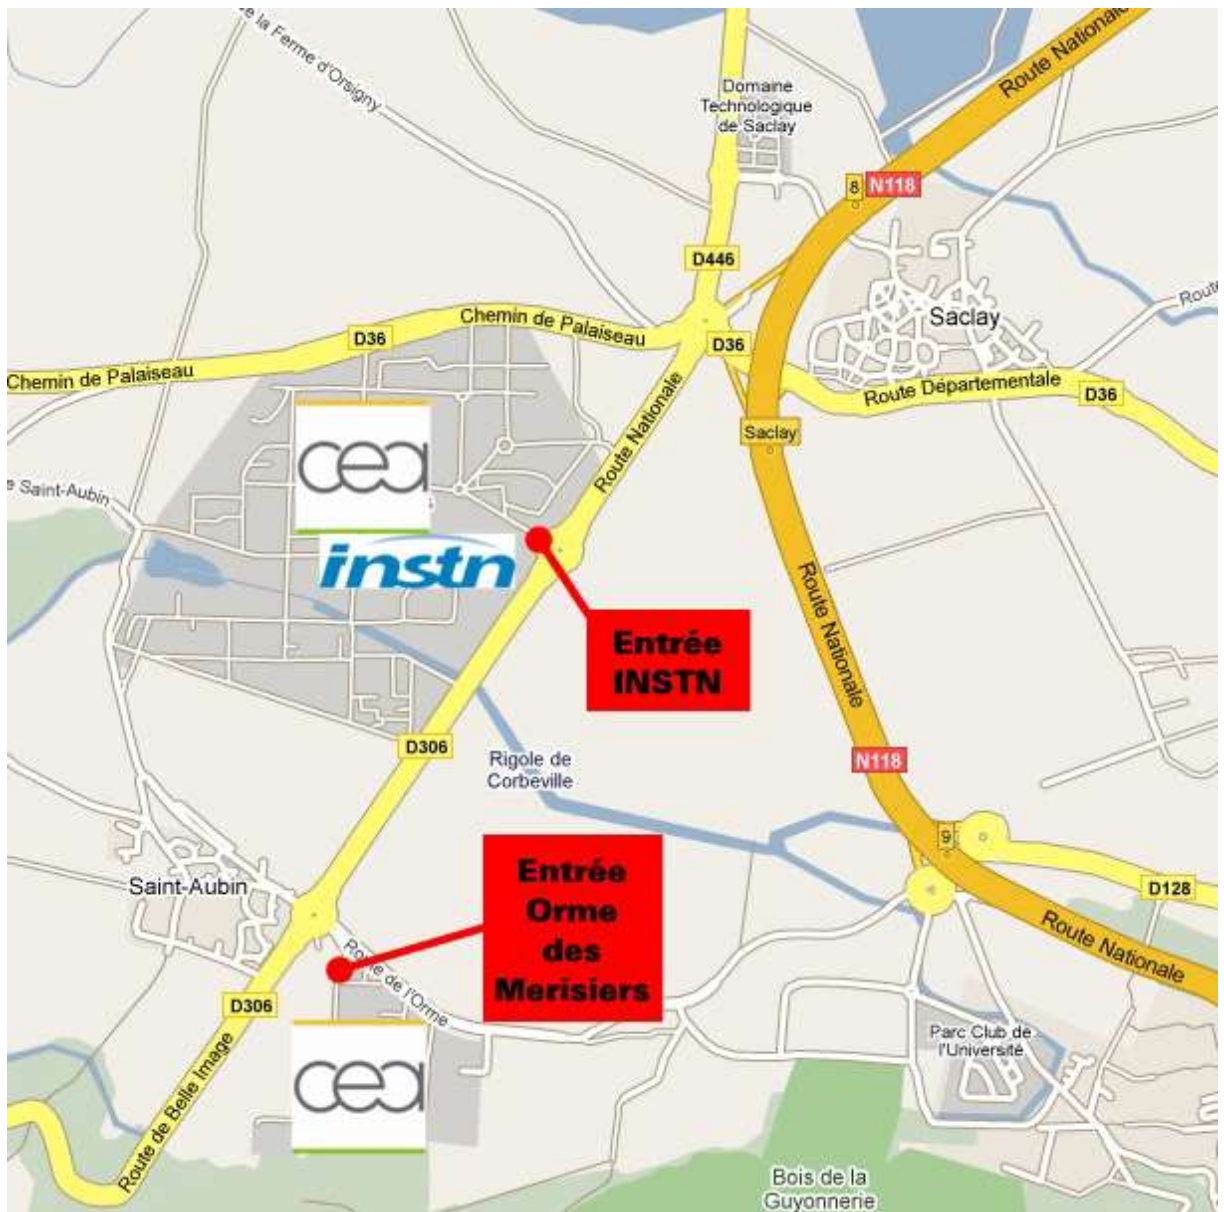 de la Ferme d'Orsigny
Route Nationale
Domaine
Technologique
de Saclay
8
N118
D446
Route
Saclay
Chemin de Palaiseau
D36
D36
Chemin de Palaiseau
Route Départementale
D36
Route Nationale
Saclay
cea
e Saint-Aubin
instn
Route Nationale
Entrée
INSTN
D306
Rigole de
Corbeville
N118
9
Entrée
Orme
des
Merisiers
Saint-Aubin
D128
Route Nationale
Route de l'Orme
D306
Parc Club de
l'Université
Route de Belle Image
cea
Bois de la
Guyonnerie